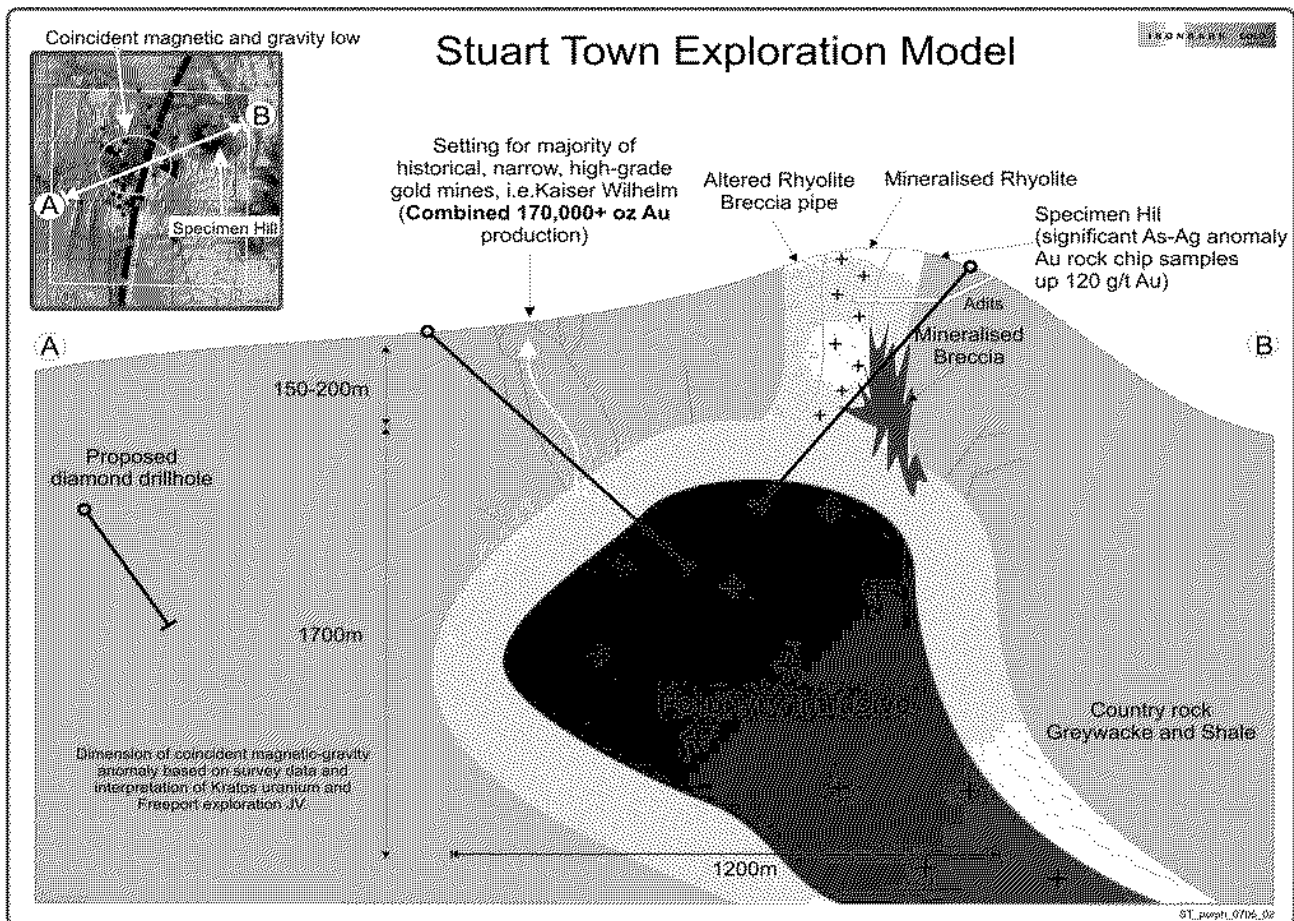 Stuart Town Exploration Model
IRONBARK GOLD
Coincident magnetic and gravity low
A
B
Specimen Hill
Setting for majority of
historical, narrow, high-grade
gold mines, i.e.Kaiser Wilhelm
(Combined 170,000+ oz Au
production)
Altered Rhyolite
Breccia pipe
Mineralised Rhyolite
Specimen Hil
(significant As-Ag anomaly
Au rock chip samples
up 120 g/t Au)
Adits
Mineralised
Breccia
A
B
150-200m
Proposed
diamond drillhole
1700m
Country rock
Greywacke and Shale
Dimension of coincident magnetic-gravity
anomaly based on survey data and
interpretation of Kratos uranium and
Freeport exploration JV.
1200m